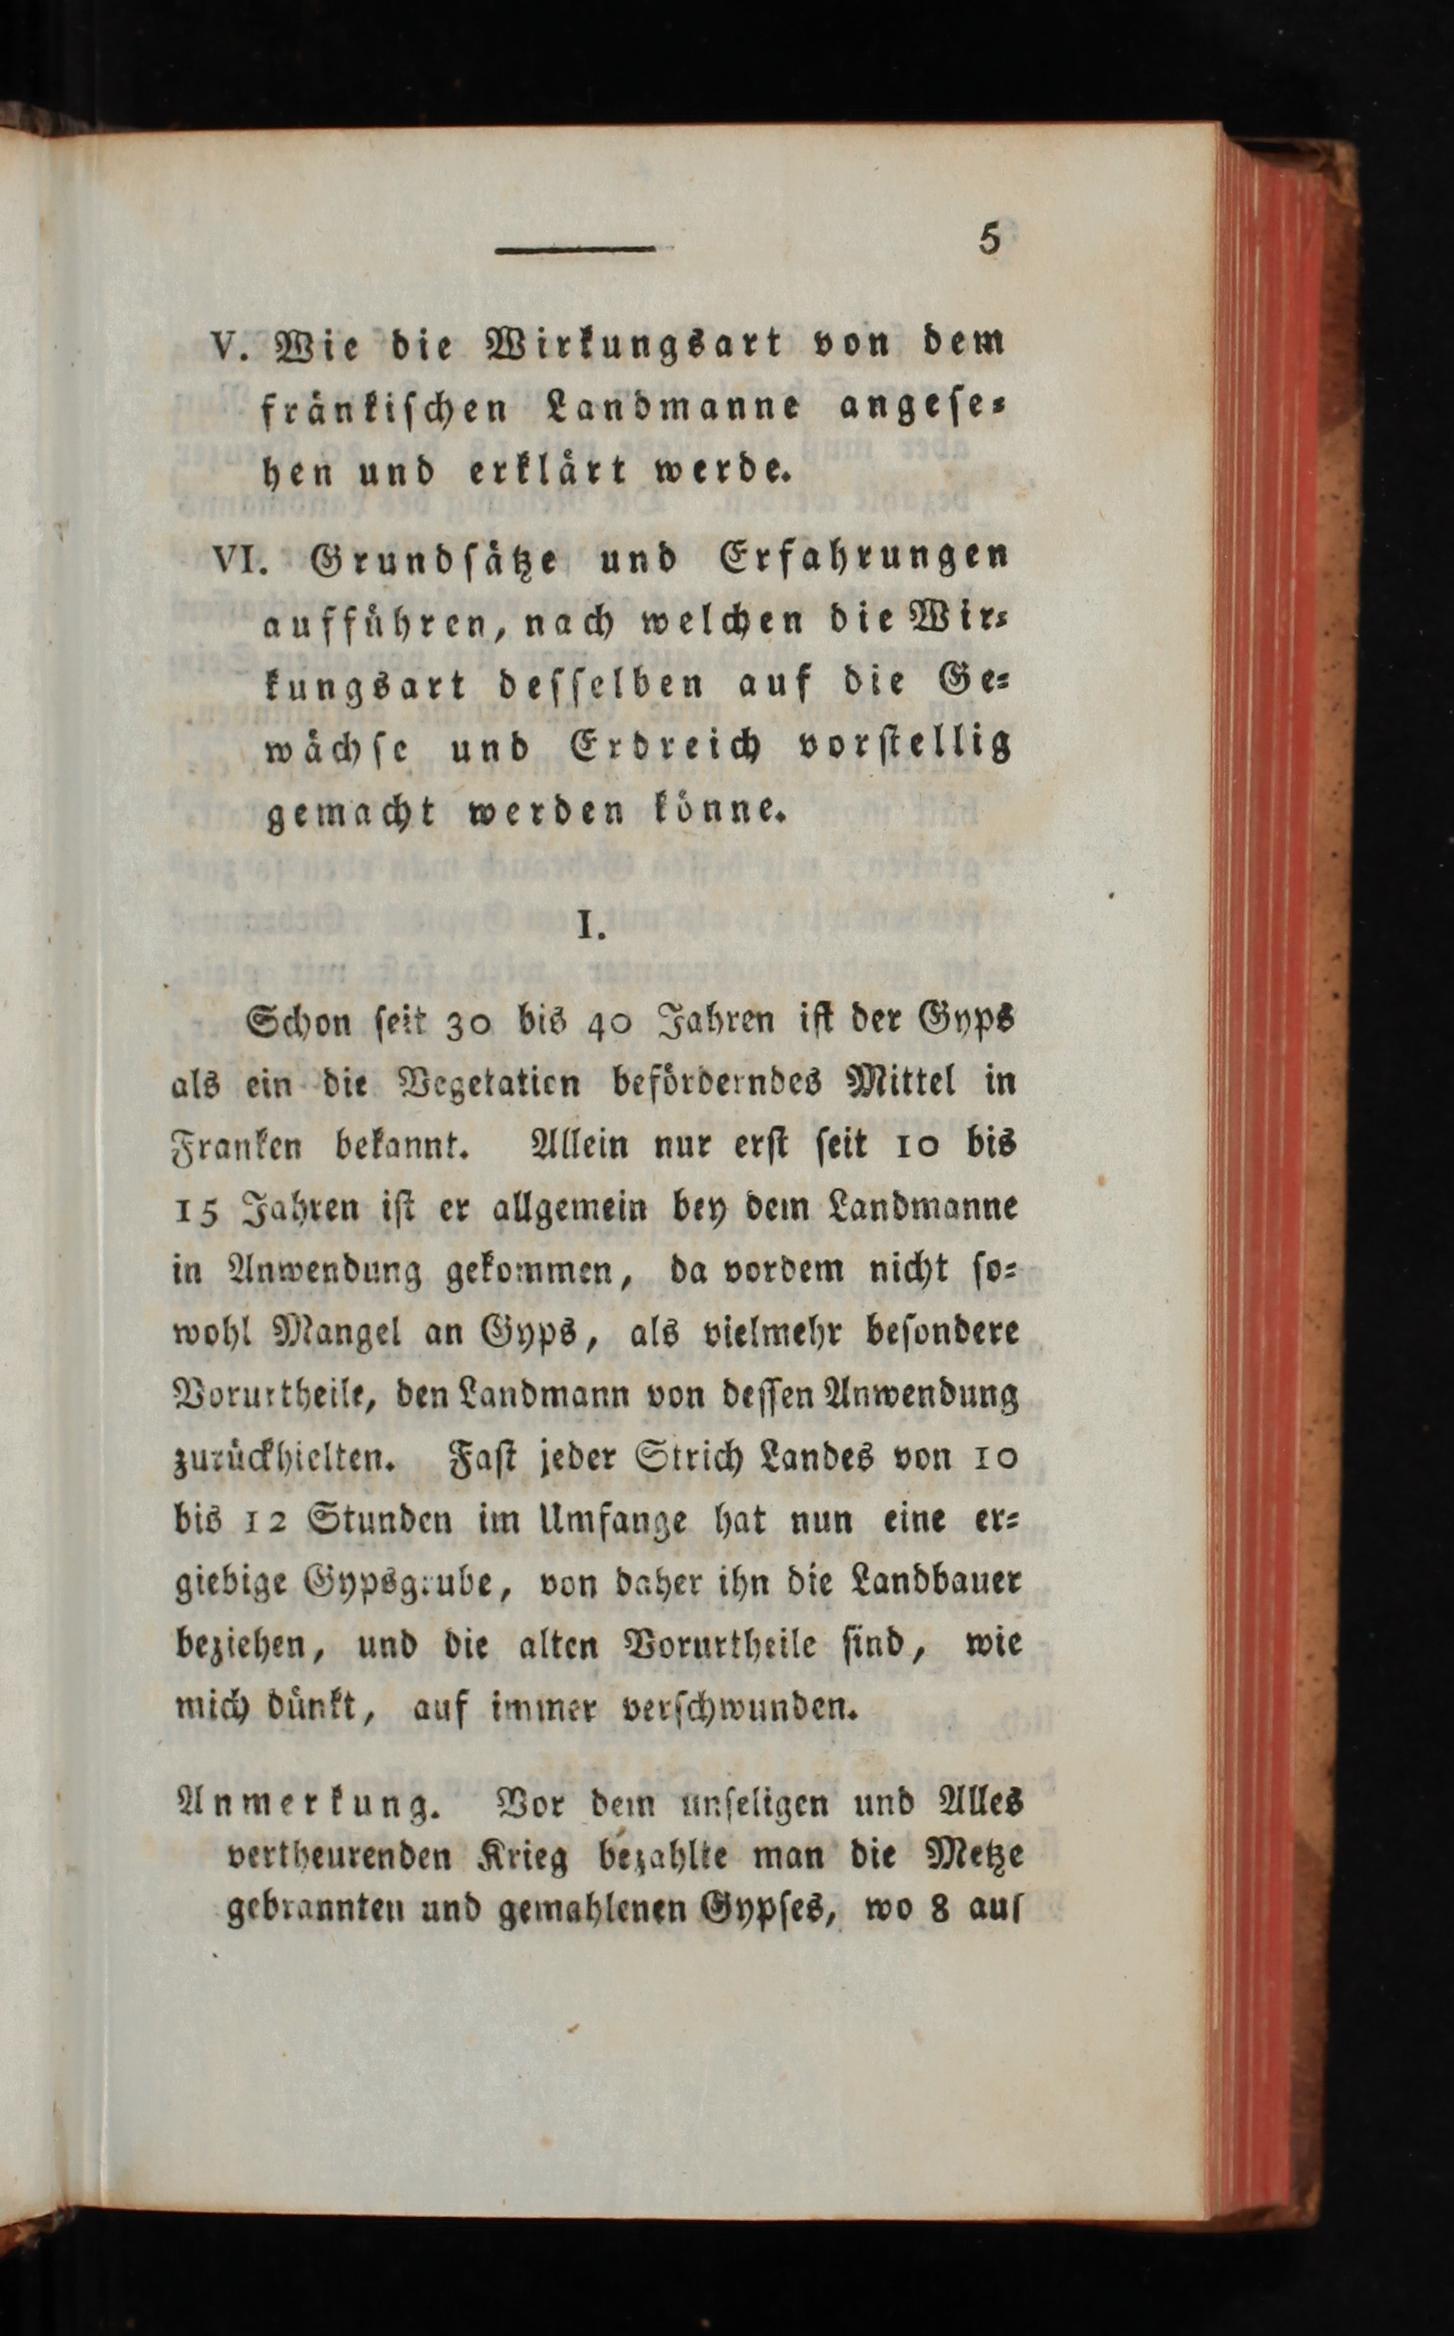 5
V. Wie die Wirkungsart von dem
fränkischen Landmanne angese⸗
hen und erklärt werde.
VI. Grundsätze und Erfahrungen
aufführen, nach welchen die Wir⸗
kungsart desselben auf die Ge⸗
wächse und Erdreich vorstellig
gemacht werden könne.
I.
Schon seit 30 bis 40 Jahren ist der Gyps
als ein die Vegetation beförderndes Mittel in
Franken bekannt. Allein nur erst seit 10 bis
15 Jahren ist er allgemein bey dem Landmanne
in Anwendung gekommen, da vordem nicht so⸗
wohl Mangel an Gyps, als vielmehr besondere
Vorurtheile, den Landmann von dessen Anwendung
zurückhielten. Fast jeder Strich Landes von 10
bis 12 Stunden im Umfange hat nun eine er⸗
giebige Gypsgrube, von daher ihn die Landbauer
beziehen, und die alten Vorurtheile sind, wie
mich dünkt, auf immer verschwunden.
Anmerkung. Vor dem unseligen und Alles
vertheurenden Krieg bezahlte man die Metze
gebrannten und gemahlenen Gypses, wo 8 auf